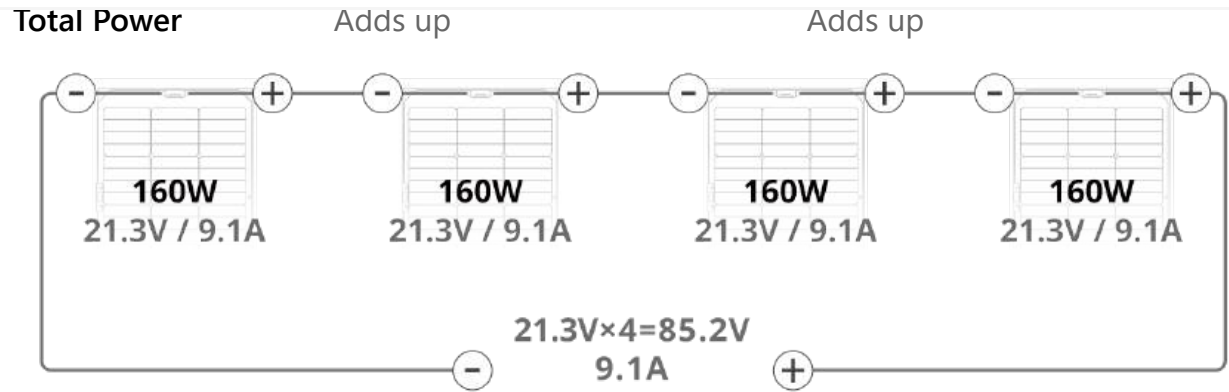 Total Power Adds up Adds up
- + - + - + - +
160W 160W 160W 160W
21.3V / 9.1A 21.3V / 9.1A 21.3V / 9.1A 21.3V / 9.1A
21.3V×4=85.2V
- 9.1A +